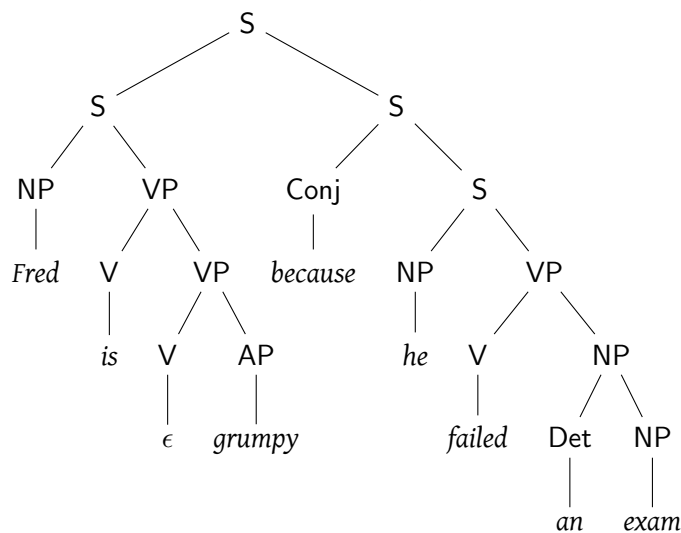 S
S S
NP VP Conj S
Fred V VP because NP VP
is V AP he V NP
ϵ grumpy failed Det NP
an exam